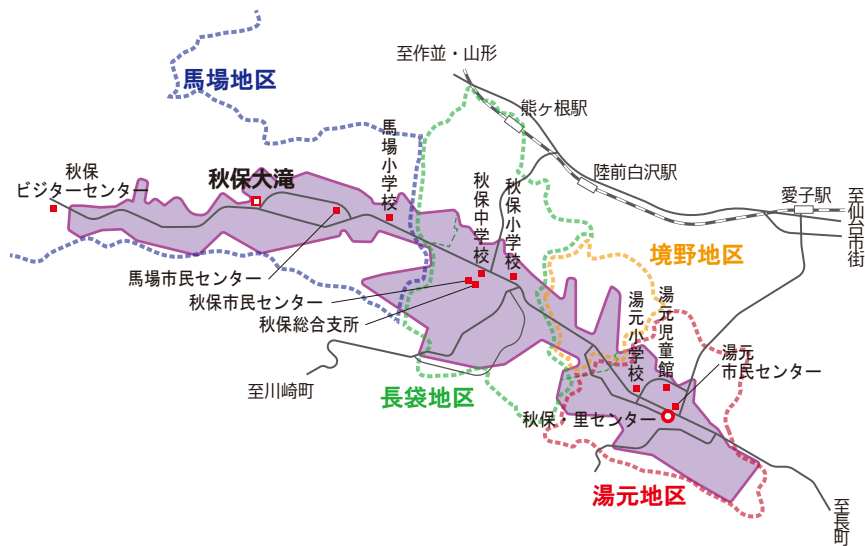 至作並・山形
馬場地区
熊ヶ根駅
馬場小学校
秋保
ビジターセンター
秋保大滝
陸前白沢駅
秋保中学校
秋保小学校
愛子駅
至仙台市街
境野地区
馬場市民センター
秋保市民センター
秋保総合支所
湯元小学校
湯元児童館
湯元
市民センター
至川崎町
長袋地区
秋保・里センター
湯元地区
至長町